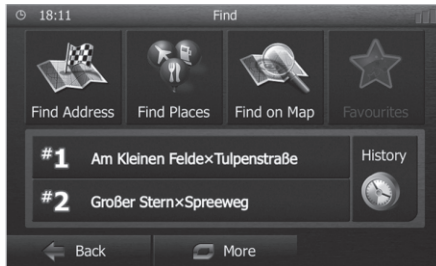 18:11 Find
Find Address Find Places Find on Map Favourites
#1 Am Kleinen Felde×Tulpenstraße History
#2 Großer Stern×Spreeweg
Back More